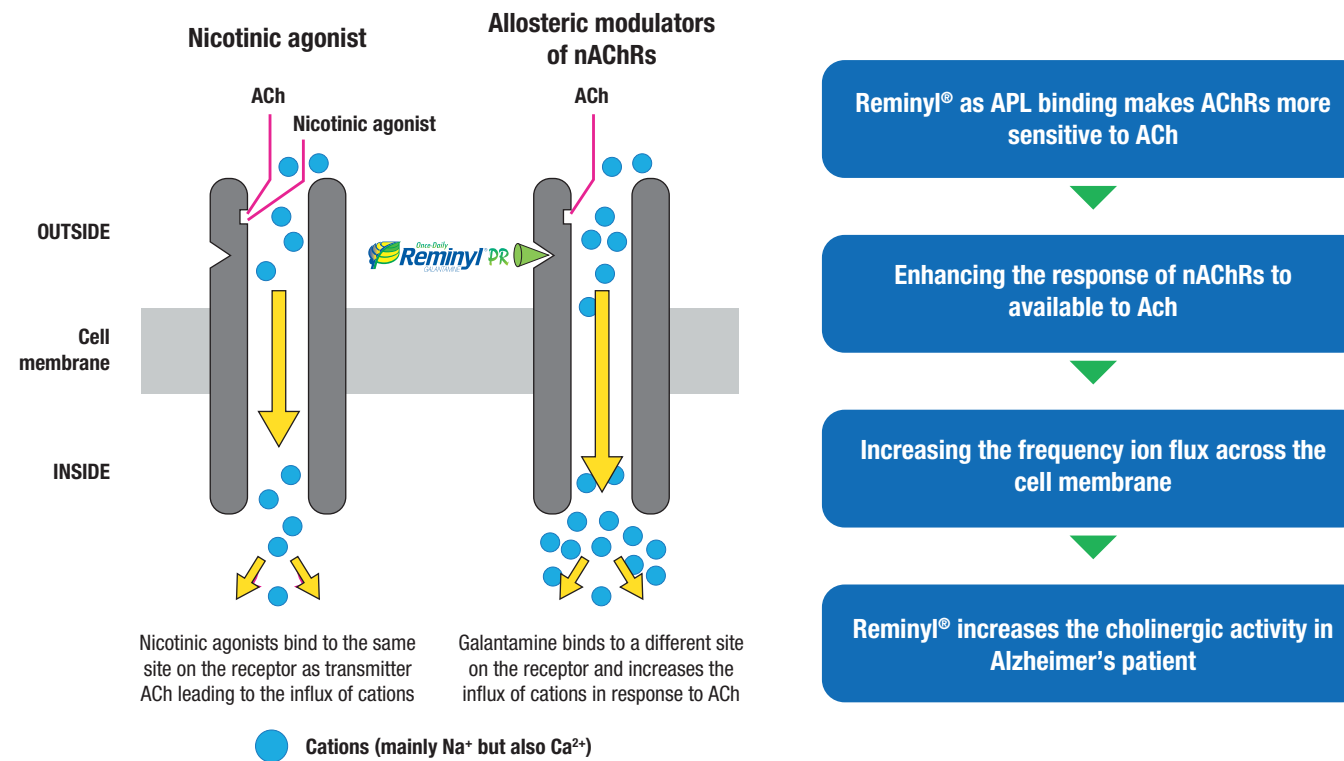 Nicotinic agonist
Allosteric modulators
of nAChRs
ACh
Nicotinic agonist
ACh
OUTSIDE
Once-Daily
Reminyl® PR
GALANTAMINE
Cell
membrane
INSIDE
Nicotinic agonists bind to the same
site on the receptor as transmitter
ACh leading to the influx of cations
Galantamine binds to a different site
on the receptor and increases the
influx of cations in response to ACh
Cations (mainly Na⁺ but also Ca²⁺)
Reminyl® as APL binding makes AChRs more
sensitive to ACh
Enhancing the response of nAChRs to
available to Ach
Increasing the frequency ion flux across the
cell membrane
Reminyl® increases the cholinergic activity in
Alzheimer's patient